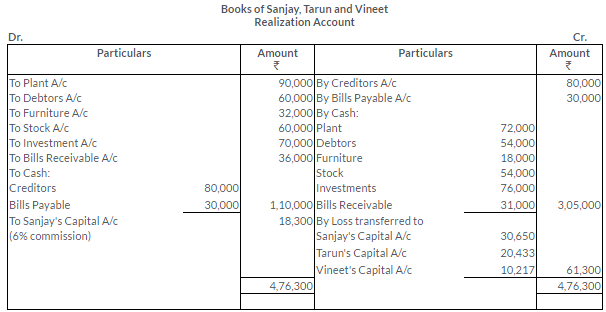 Books of Sanjay, Tarun and Vineet
Realization Account
Dr. Cr.
Particulars Amount Particulars Amount
₹ ₹
To Plant A/c 90,000 By Creditors A/c 80,000
To Debtors A/c 60,000 By Bills Payable A/c 30,000
To Furniture A/c 32,000 By Cash:
To Stock A/c 60,000 Plant 72,000
To Investment A/c 70,000 Debtors 54,000
To Bills Receivable A/c 36,000 Furniture 18,000
To Cash: Stock 54,000
Creditors 80,000 Investments 76,000
Bills Payable 30,000 1,10,000 Bills Receivable 31,000 3,05,000
To Sanjay's Capital A/c 18,300 By Loss transferred to
(6% commission) Sanjay's Capital A/c 30,650
Tarun's Capital A/c 20,433
Vineet's Capital A/c 10,217 61,300
4,76,300 4,76,300